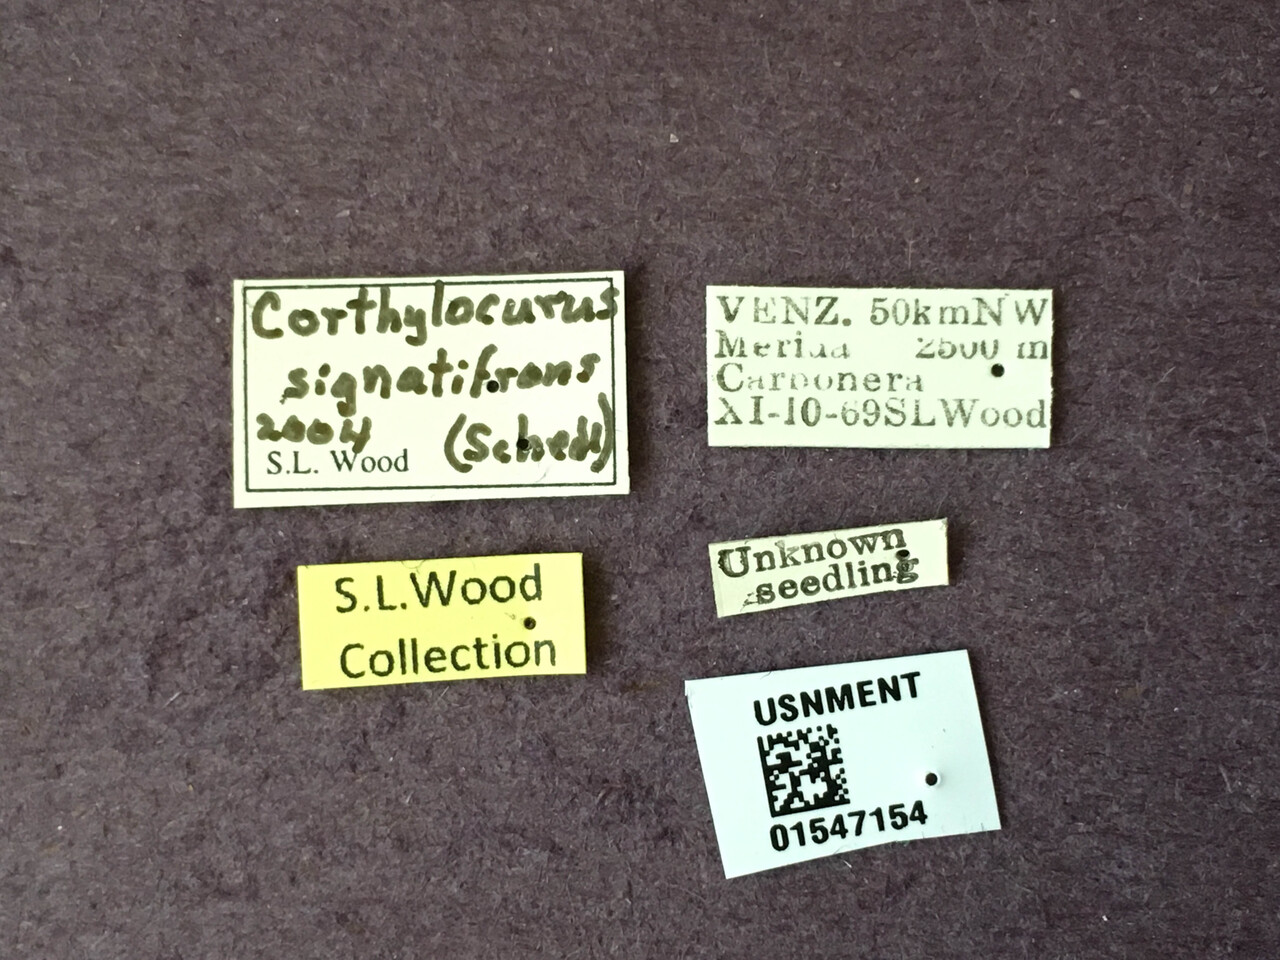 Corthylocurus
signatifrons
2004 (Schedl)
S.L. Wood
VENZ. 50kmNW
Merida 2500 m
Carbonera
XI-10-69SLWood
S.L.Wood
Collection
Unknown
seedling
USNMENT
01547154